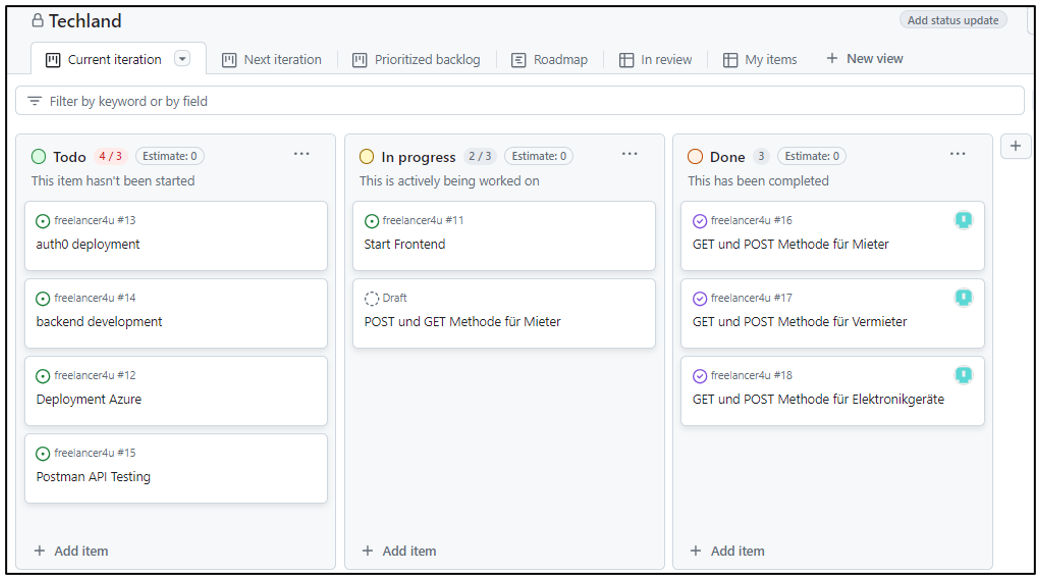 Techland
Add status update
Current iteration
Next iteration
Prioritized backlog
Roadmap
In review
My items
+ New view
Filter by keyword or by field
Todo 4 / 3 Estimate: 0 ...
This item hasn't been started
freelancer4u #13
auth0 deployment
freelancer4u #14
backend development
freelancer4u #12
Deployment Azure
freelancer4u #15
Postman API Testing
+ Add item
In progress 2 / 3 Estimate: 0 ...
This is actively being worked on
freelancer4u #11
Start Frontend
Draft
POST und GET Methode für Mieter
+ Add item
Done 3 Estimate: 0 ...
This has been completed
freelancer4u #16
GET und POST Methode für Mieter
freelancer4u #17
GET und POST Methode für Vermieter
freelancer4u #18
GET und POST Methode für Elektronikgeräte
+ Add item
+